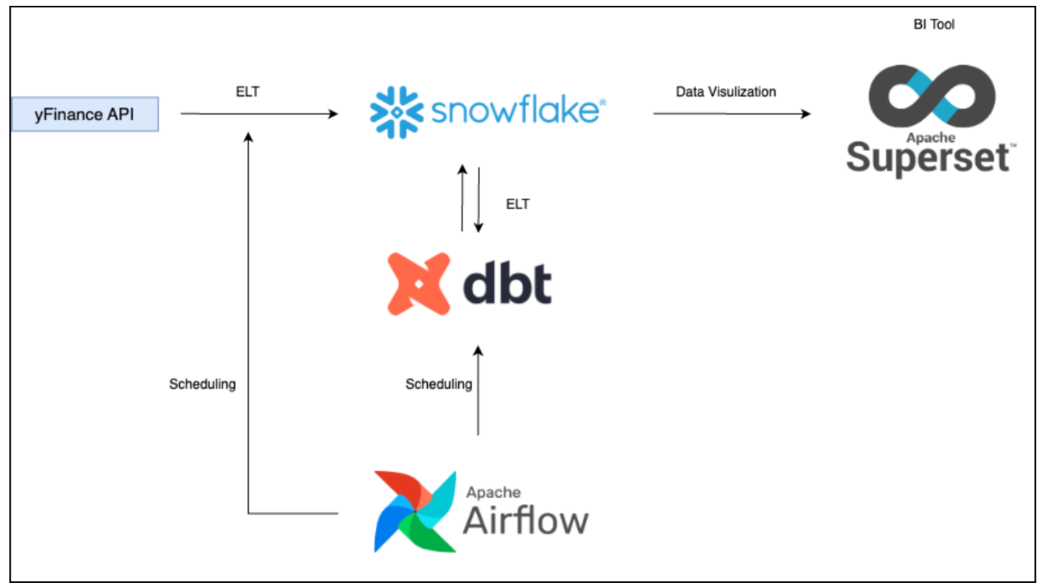 BI Tool
yFinance API
ELT
snowflake®
Data Visulization
Apache
Superset™
ELT
dbt
Scheduling
Scheduling
Apache
Airflow